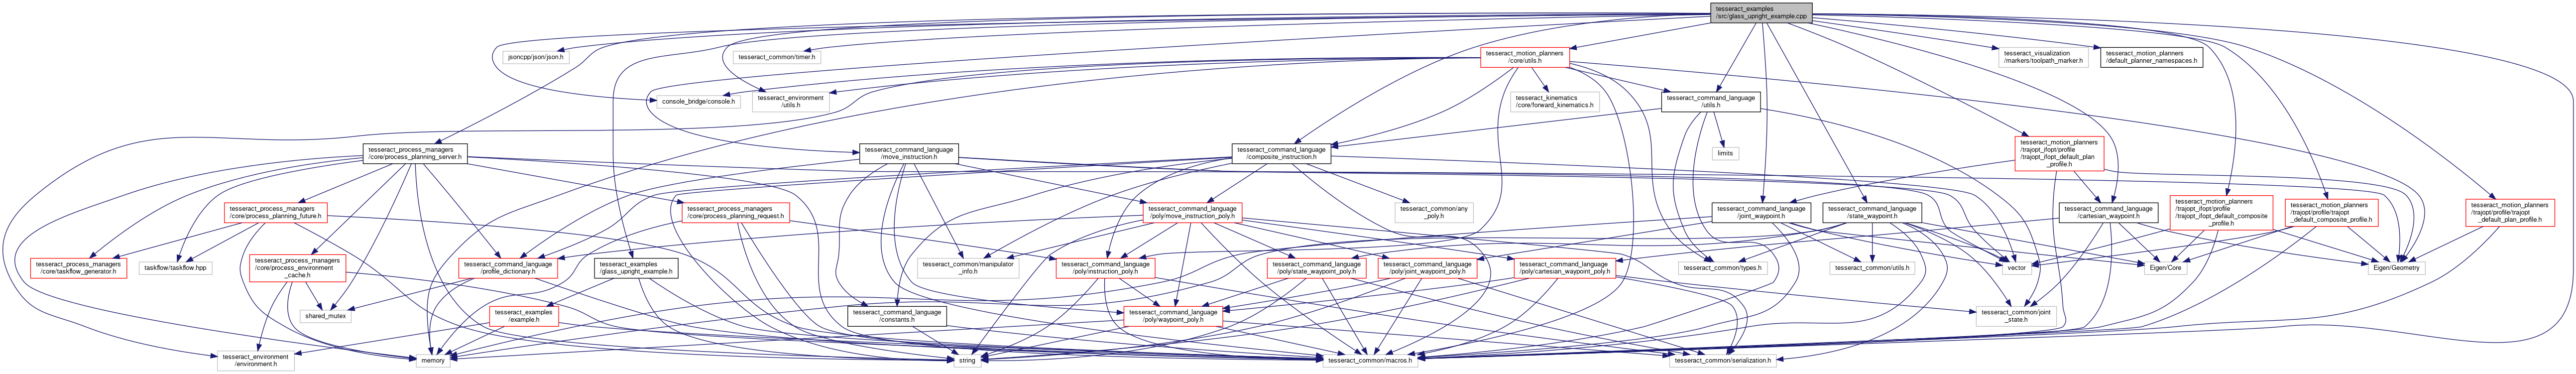 tesseract_examples
/src/glass_upright_example.cpp
jsoncpp/json/json.h
tesseract_common/timer.h
tesseract_motion_planners
/core/utils.h
tesseract_visualization
/markers/toolpath_marker.h
tesseract_motion_planners
/default_planner_namespaces.h
console_bridge/console.h
tesseract_environment
/utils.h
tesseract_kinematics
/core/forward_kinematics.h
tesseract_command_language
/utils.h
tesseract_process_managers
/core/process_planning_server.h
tesseract_command_language
/move_instruction.h
tesseract_command_language
/composite_instruction.h
limits
tesseract_motion_planners
/trajopt_ifopt/profile
/trajopt_ifopt_default_plan
_profile.h
tesseract_process_managers
/core/process_planning_future.h
tesseract_process_managers
/core/process_planning_request.h
tesseract_command_language
/poly/move_instruction_poly.h
tesseract_common/any
_poly.h
tesseract_command_language
/joint_waypoint.h
tesseract_command_language
/state_waypoint.h
tesseract_command_language
/cartesian_waypoint.h
tesseract_motion_planners
/trajopt_ifopt/profile
/trajopt_ifopt_default_composite
_profile.h
tesseract_motion_planners
/trajopt/profile/trajopt
_default_composite_profile.h
tesseract_motion_planners
/trajopt/profile/trajopt
_default_plan_profile.h
tesseract_process_managers
/core/taskflow_generator.h
taskflow/taskflow.hpp
tesseract_process_managers
/core/process_environment
_cache.h
tesseract_command_language
/profile_dictionary.h
tesseract_examples
/glass_upright_example.h
tesseract_common/manipulator
_info.h
tesseract_command_language
/poly/instruction_poly.h
tesseract_command_language
/poly/state_waypoint_poly.h
tesseract_command_language
/poly/joint_waypoint_poly.h
tesseract_command_language
/poly/cartesian_waypoint_poly.h
tesseract_common/types.h
tesseract_common/utils.h
vector
Eigen/Core
Eigen/Geometry
shared_mutex
tesseract_examples
/example.h
tesseract_command_language
/constants.h
tesseract_command_language
/poly/waypoint_poly.h
tesseract_common/joint
_state.h
tesseract_environment
/environment.h
memory
string
tesseract_common/macros.h
tesseract_common/serialization.h